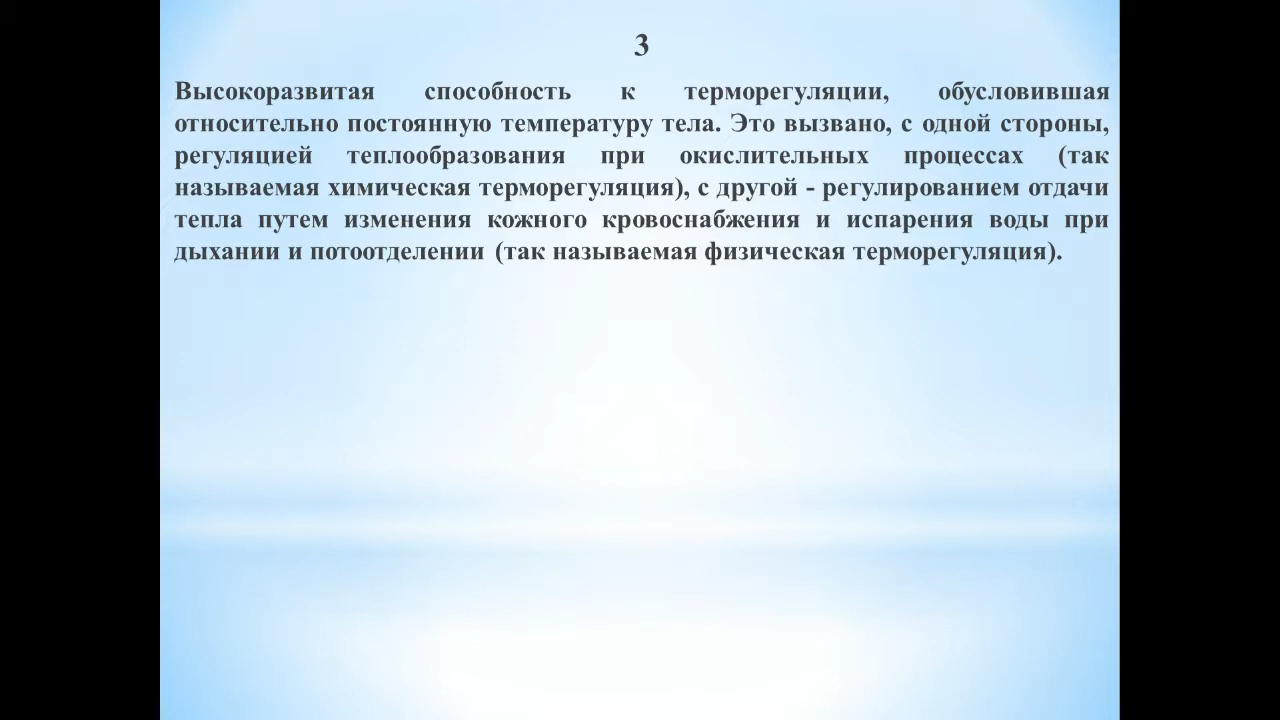 3
Высокоразвитая способность к терморегуляции, обусловившая
относительно постоянную температуру тела. Это вызвано, с одной стороны,
регуляцией теплообразования при окислительных процессах (так
называемая химическая терморегуляция), с другой - регулированием отдачи
тепла путем изменения кожного кровоснабжения и испарения воды при
дыхании и потоотделении (так называемая физическая терморегуляция).